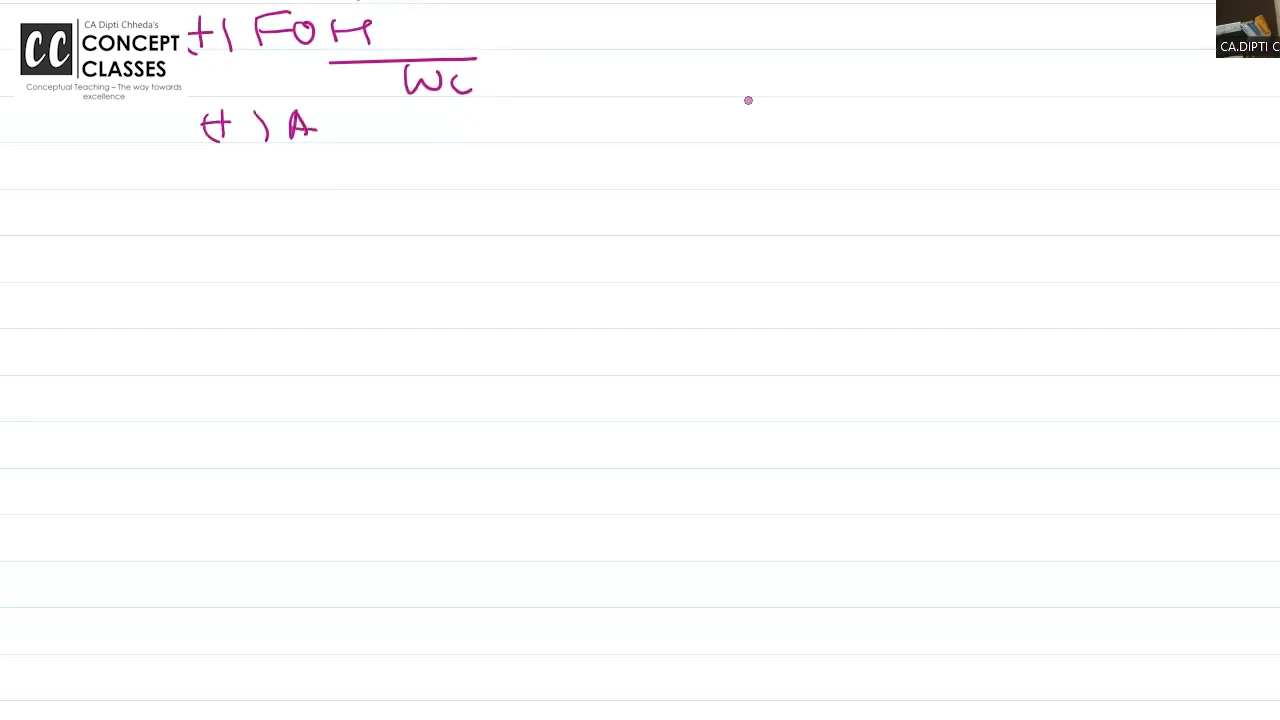 CA Dipti Chheda's
CC CONCEPT
CLASSES
Conceptual Teaching – The way towards
excellence
+) FOH
WC
(+) A
CA.DIPTI C